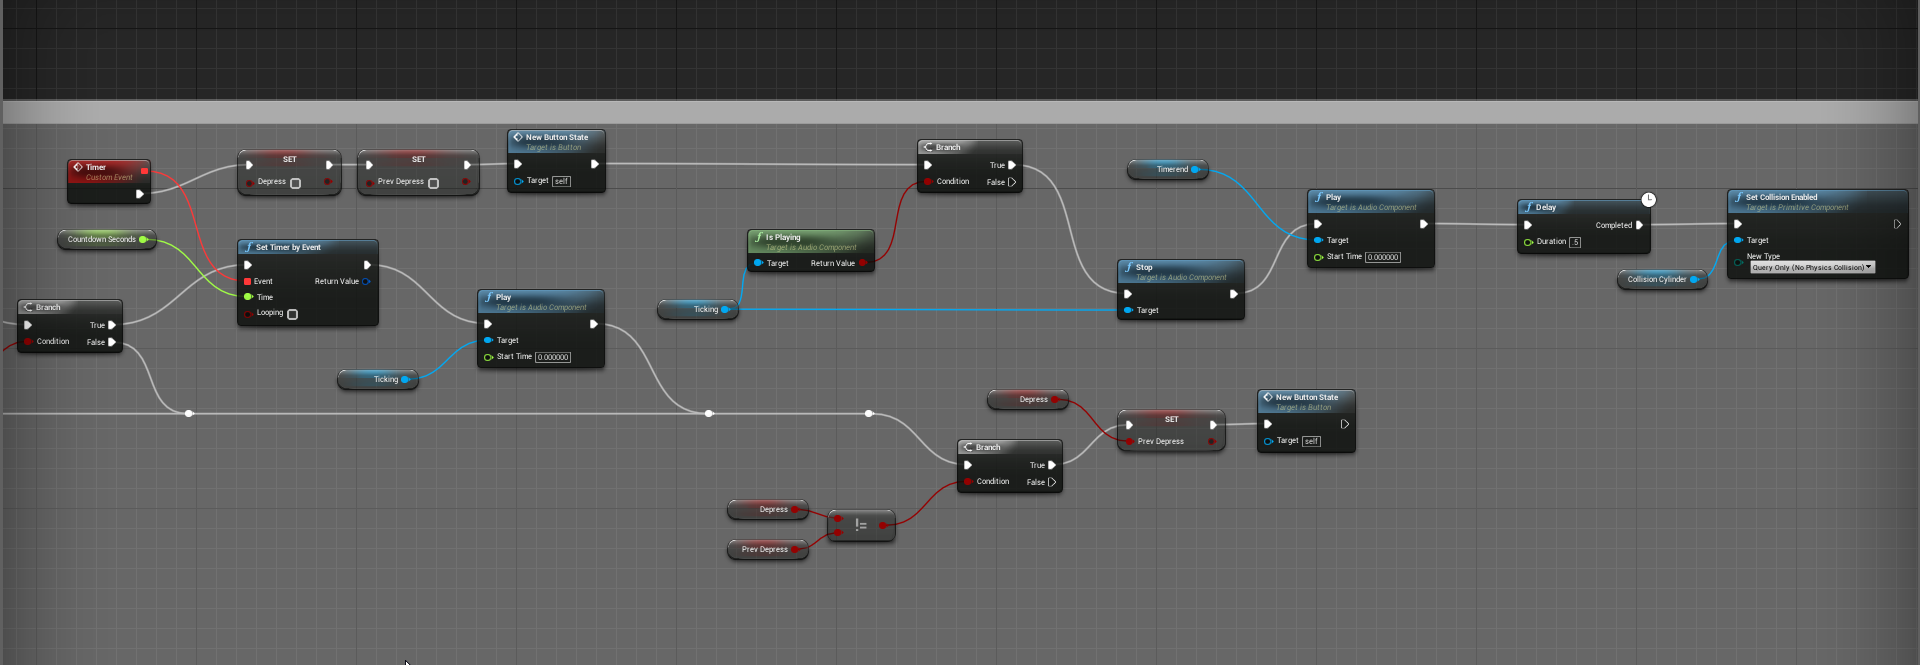 Timer
Custom Event
SET
Depress
SET
Prev Depress
New Button State
Target is Button
Target self
Branch
True
Condition
False
Timerend
Play
Target is Audio Component
Target
Start Time 0.000000
Delay
Completed
Duration .5
Set Collision Enabled
Target is Primitive Component
Target
New Type
Query Only (No Physics Collision)
Collision Cylinder
Countdown Seconds
Set Timer by Event
Event
Return Value
Time
Looping
Is Playing
Target is Audio Component
Target
Return Value
Stop
Target is Audio Component
Target
Ticking
Branch
True
Condition
False
Play
Target is Audio Component
Target
Start Time 0.000000
Ticking
Depress
SET
Prev Depress
New Button State
Target is Button
Target self
Branch
True
Condition
False
Depress
!=
Prev Depress